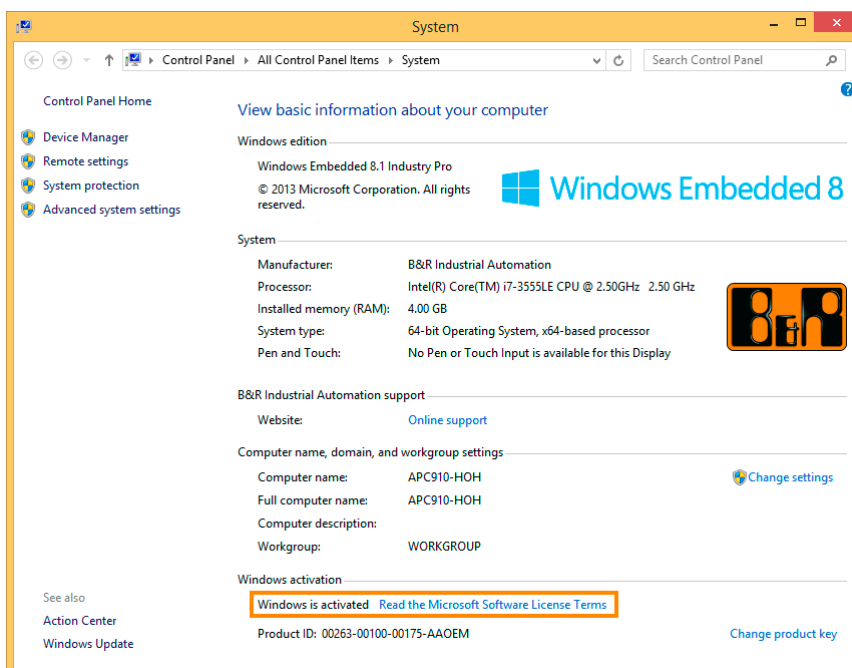 System
Control Panel All Control Panel Items System
Search Control Panel
?
Control Panel Home
Device Manager
Remote settings
System protection
Advanced system settings
View basic information about your computer
Windows edition
Windows Embedded 8.1 Industry Pro
© 2013 Microsoft Corporation. All rights
reserved.
Windows Embedded 8
System
Manufacturer: B&R Industrial Automation
Processor: Intel(R) Core(TM) i7-3555LE CPU @ 2.50GHz 2.50 GHz
Installed memory (RAM): 4.00 GB
System type: 64-bit Operating System, x64-based processor
Pen and Touch: No Pen or Touch Input is available for this Display
B&R
B&R Industrial Automation support
Website: Online support
Computer name, domain, and workgroup settings
Computer name: APC910-HOH
Change settings
Full computer name: APC910-HOH
Computer description:
Workgroup: WORKGROUP
Windows activation
Windows is activated Read the Microsoft Software License Terms
Product ID: 00263-00100-00175-AAOEM
Change product key
See also
Action Center
Windows Update